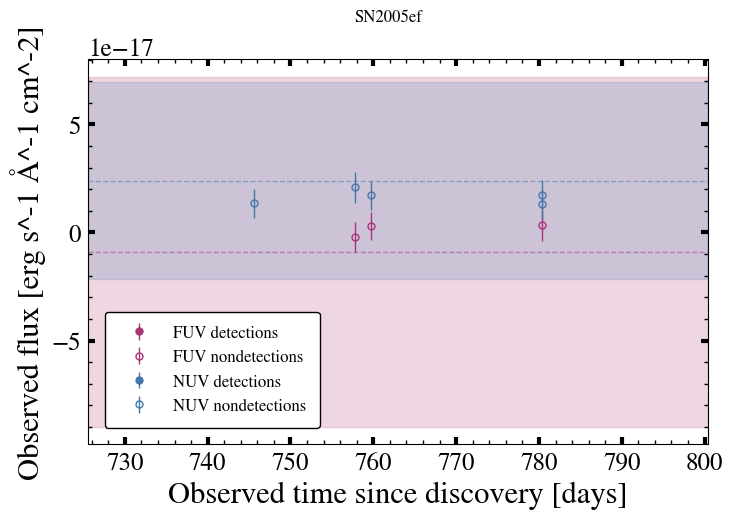 SN2005ef
1e−17
Observed flux [erg s^-1 Å^-1 cm^-2]
5
0
−5
FUV detections
FUV nondetections
NUV detections
NUV nondetections
730 740 750 760 770 780 790 800
Observed time since discovery [days]